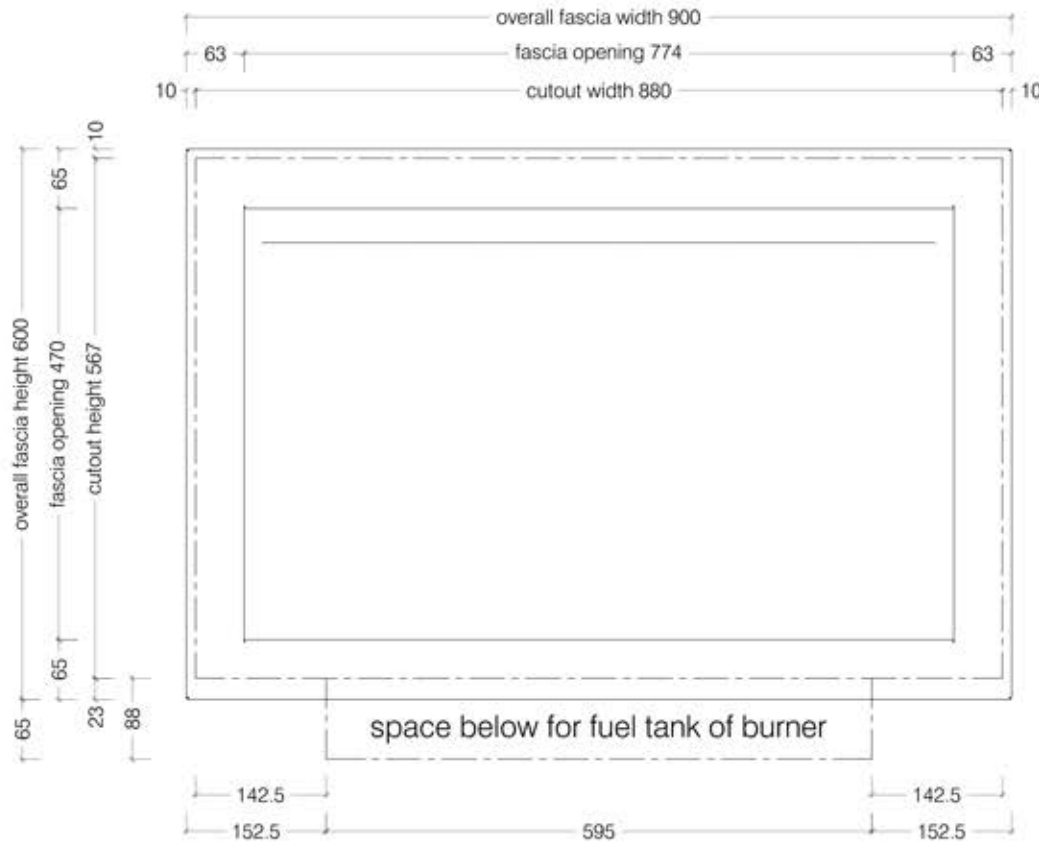 overall fascia width 900
63
fascia opening 774
63
10
cutout width 880
10
10
65
overall fascia height 600
fascia opening 470
cutout height 567
65
65
23
88
space below for fuel tank of burner
142.5
142.5
152.5
595
152.5